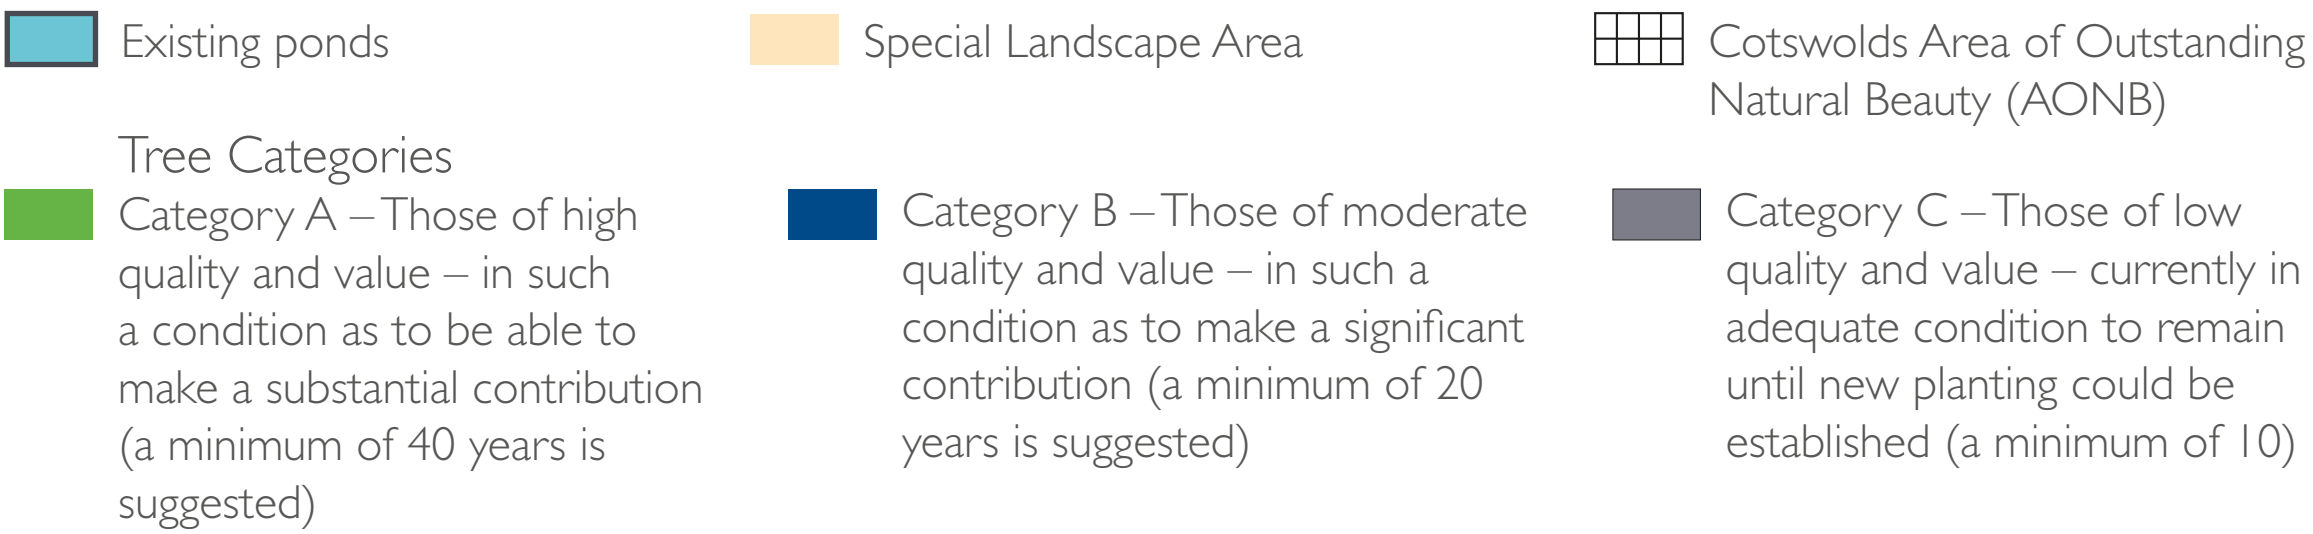 Existing ponds
Special Landscape Area
Cotswolds Area of Outstanding
Natural Beauty (AONB)
Tree Categories
Category A – Those of high
quality and value – in such
a condition as to be able to
make a substantial contribution
(a minimum of 40 years is
suggested)
Category B – Those of moderate
quality and value – in such a
condition as to make a significant
contribution (a minimum of 20
years is suggested)
Category C – Those of low
quality and value – currently in
adequate condition to remain
until new planting could be
established (a minimum of 10)